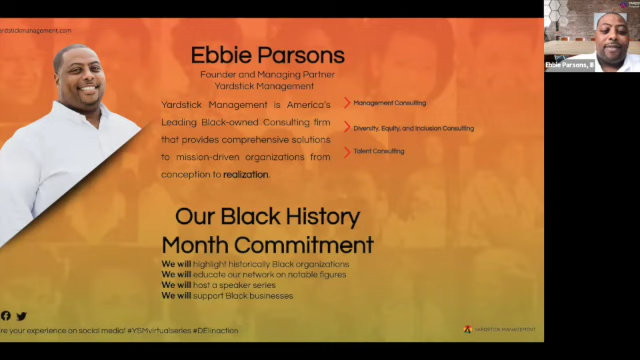 ardstickmanagement.com
Ebbie Parsons
Founder and Managing Partner
Yardstick Management
Yardstick Management is America's
Leading Black-owned Consulting firm
that provides comprehensive solutions
to mission-driven organizations from
conception to realization.
Management Consulting
Diversity, Equity, and Inclusion Consulting
Talent Consulting
Our Black History
Month Commitment
We will highlight historically Black organizations
We will educate our network on notable figures
We will host a speaker series
We will support Black businesses
re your experience on social media! #YSMvirtualseries #DEIinaction
YARDSTICK MANAGEMENT
Ebbie Parsons, III